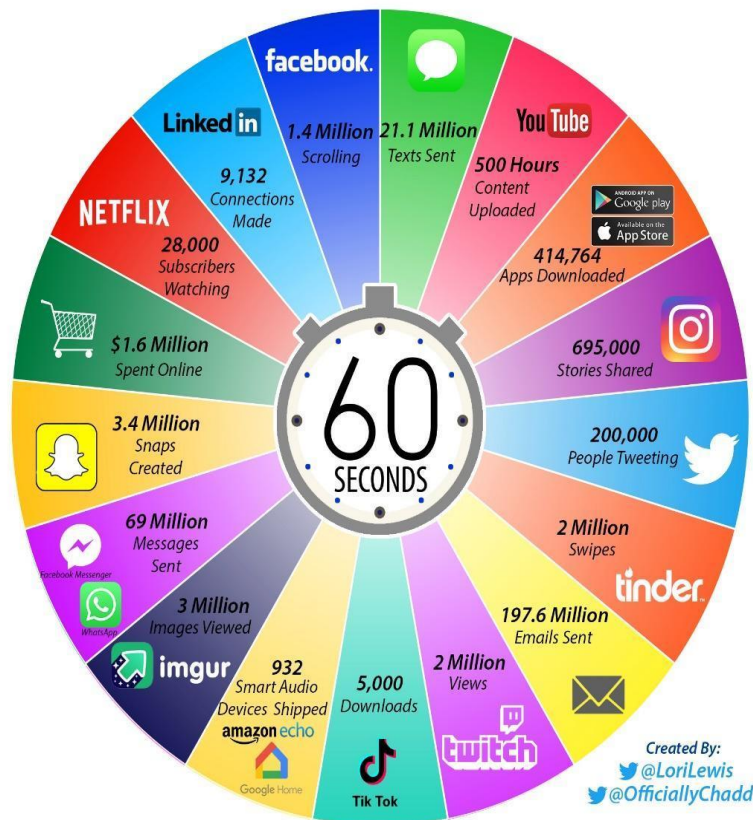 facebook.
1.4 Million
Scrolling
21.1 Million
Texts Sent
YouTube
500 Hours
Content
Uploaded
ANDROID APP ON
Google play
Available on the
App Store
414,764
Apps Downloaded
695,000
Stories Shared
200,000
People Tweeting
2 Million
Swipes
tinder
197.6 Million
Emails Sent
2 Million
Views
twitch
5,000
Downloads
Tik Tok
932
Smart Audio
Devices Shipped
amazon echo
Google Home
3 Million
Images Viewed
imgur
69 Million
Messages
Sent
Facebook Messenger
WhatsApp
3.4 Million
Snaps
Created
$1.6 Million
Spent Online
NETFLIX
28,000
Subscribers
Watching
Linked in
9,132
Connections
Made
60
SECONDS
Created By:
@LoriLewis
@OfficiallyChadd